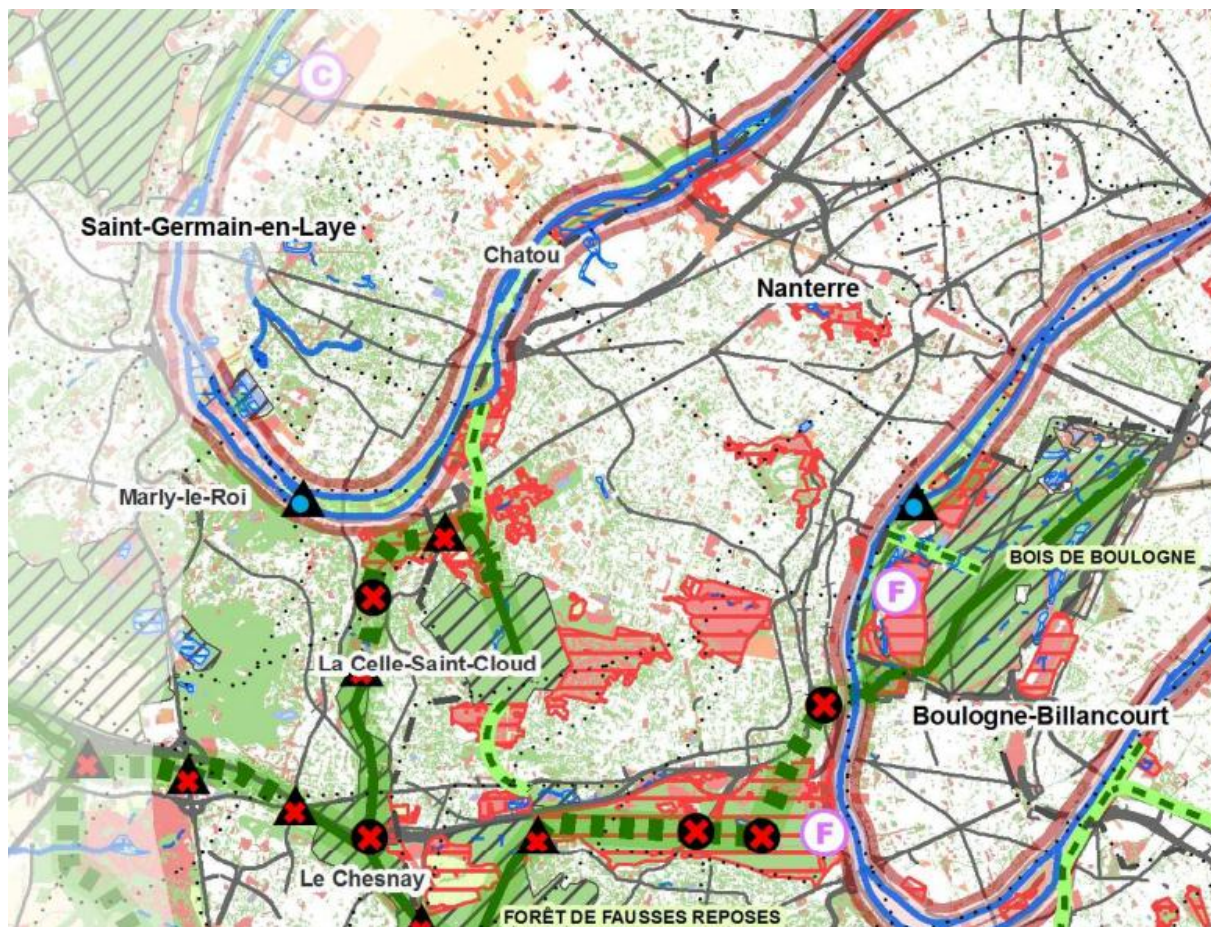 C
Saint-Germain-en-Laye
Chatou
Nanterre
Marly-le-Roi
BOIS DE BOULOGNE
F
La Celle-Saint-Cloud
Boulogne-Billancourt
F
Le Chesnay
FORÊT DE FAUSSES REPOSES